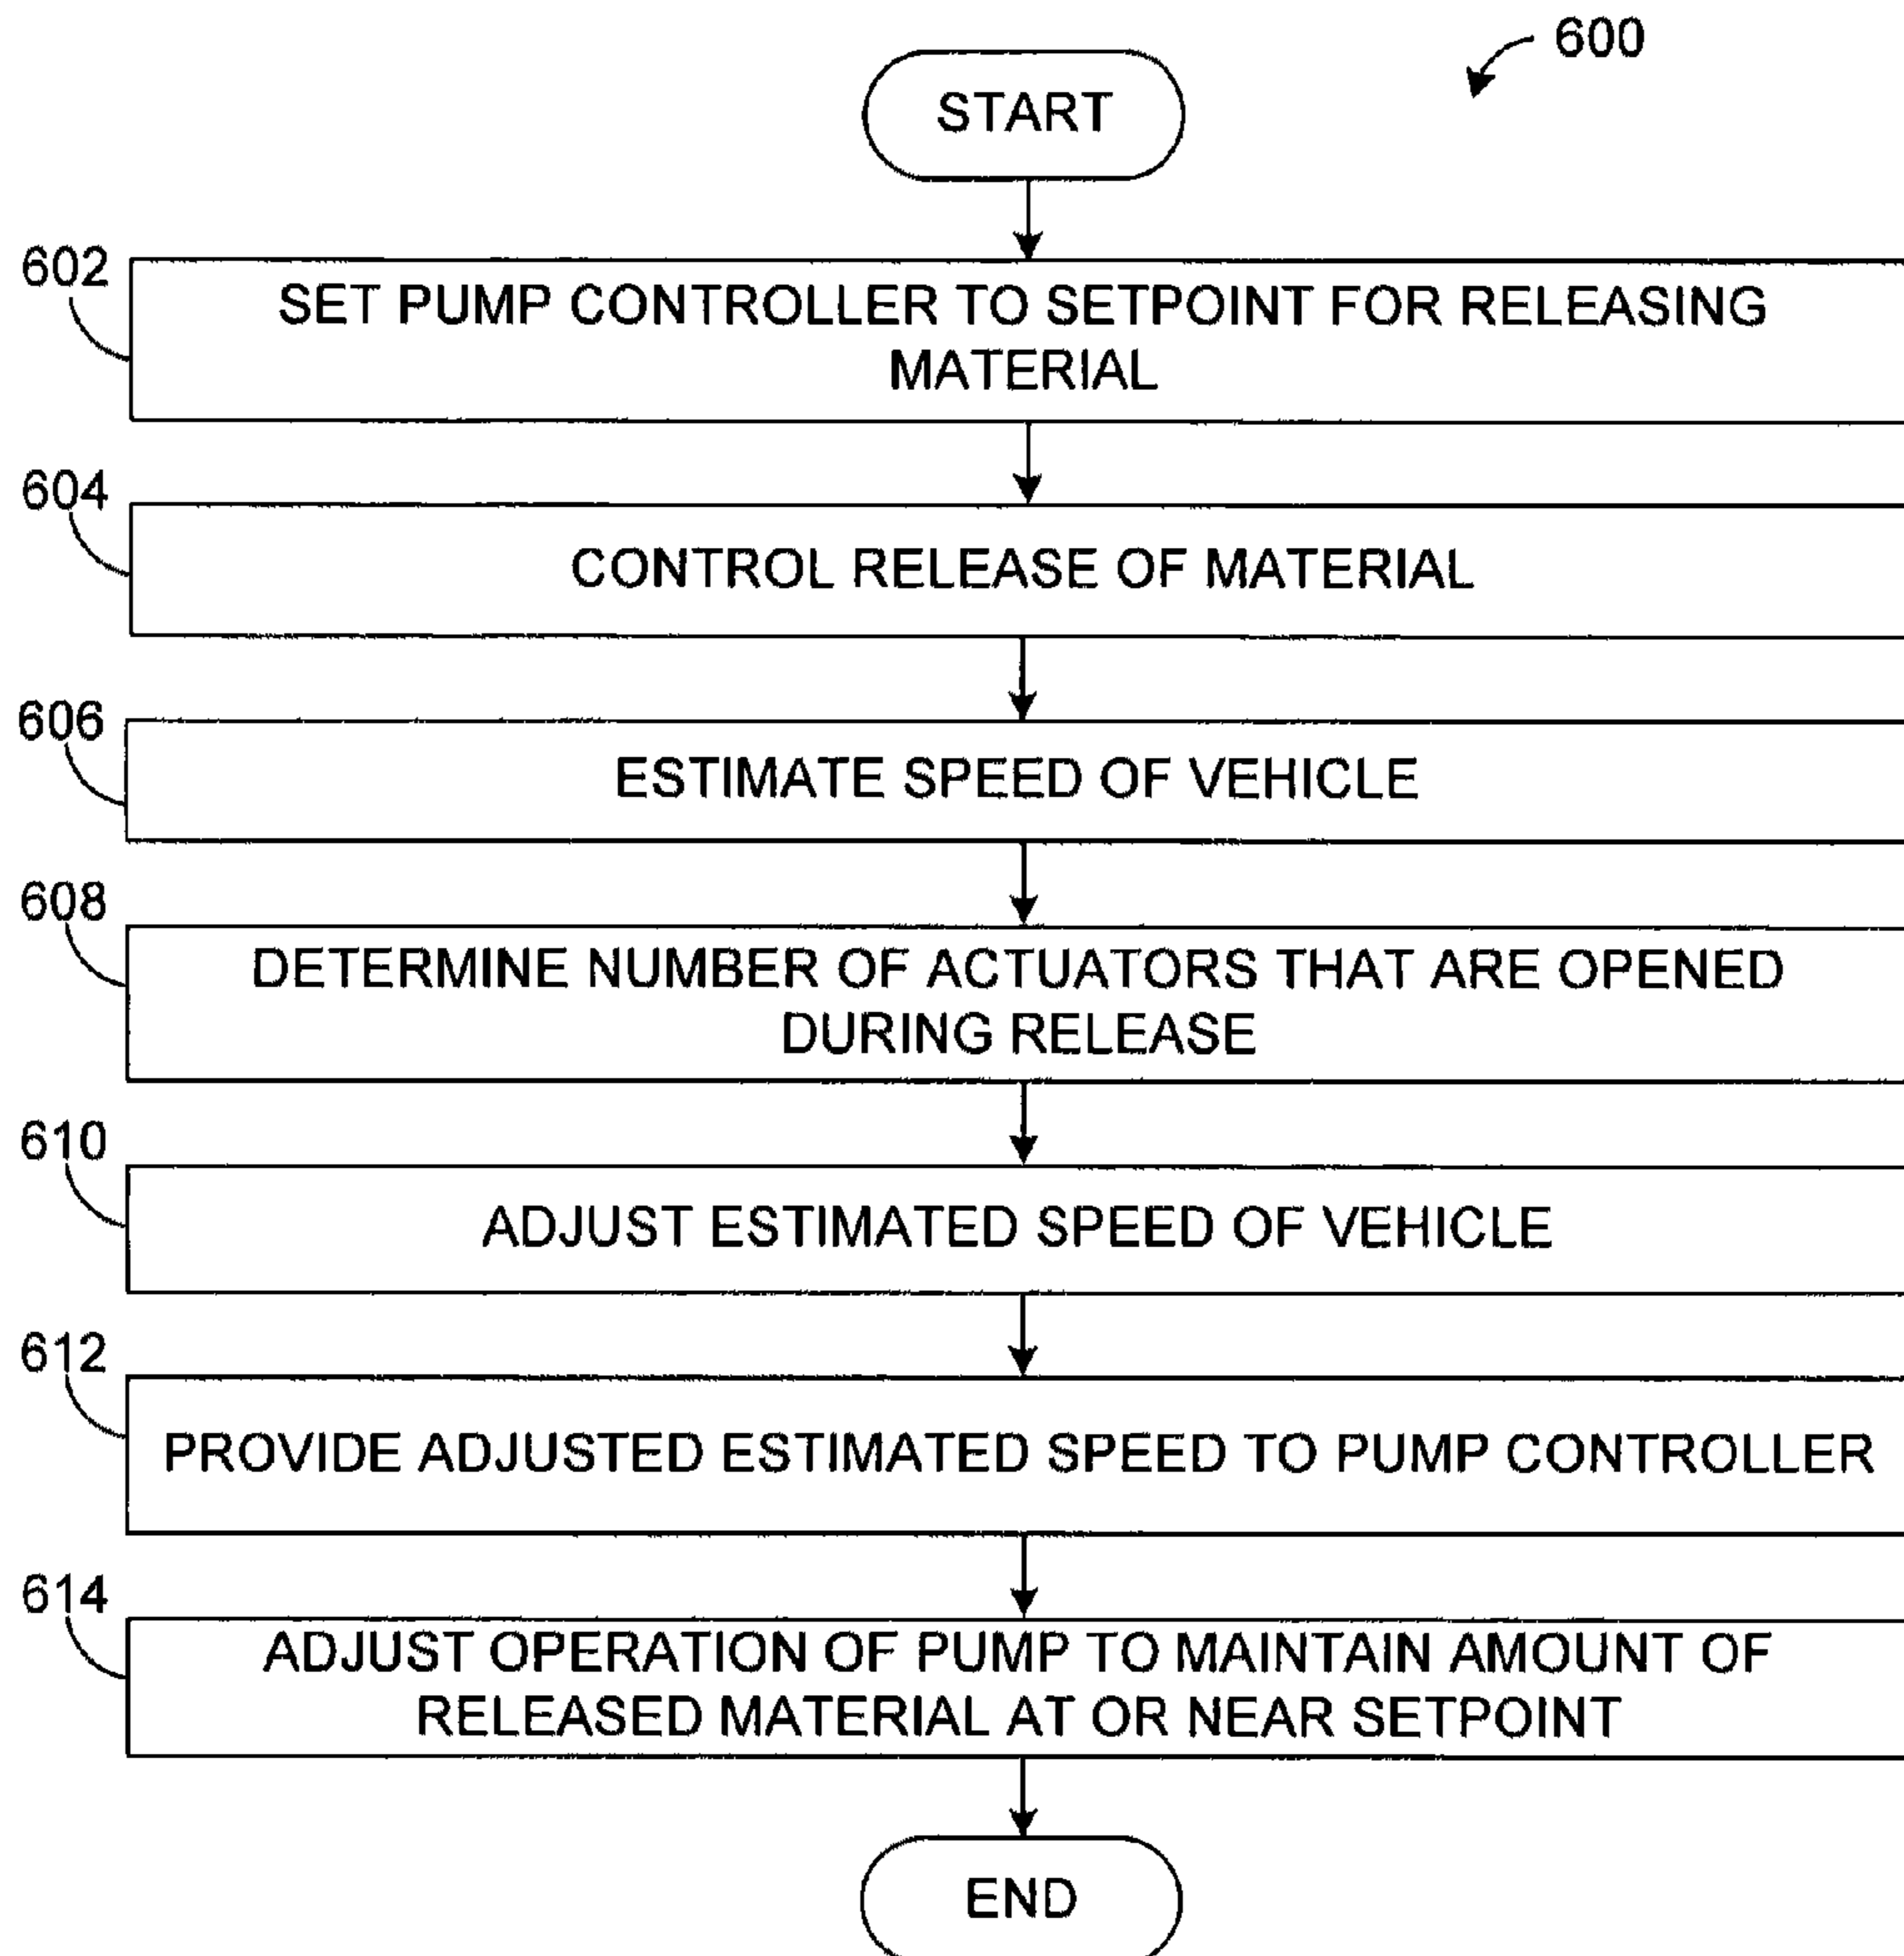 600
START
602
SET PUMP CONTROLLER TO SETPOINT FOR RELEASING
MATERIAL
604
CONTROL RELEASE OF MATERIAL
606
ESTIMATE SPEED OF VEHICLE
608
DETERMINE NUMBER OF ACTUATORS THAT ARE OPENED
DURING RELEASE
610
ADJUST ESTIMATED SPEED OF VEHICLE
612
PROVIDE ADJUSTED ESTIMATED SPEED TO PUMP CONTROLLER
614
ADJUST OPERATION OF PUMP TO MAINTAIN AMOUNT OF
RELEASED MATERIAL AT OR NEAR SETPOINT
END